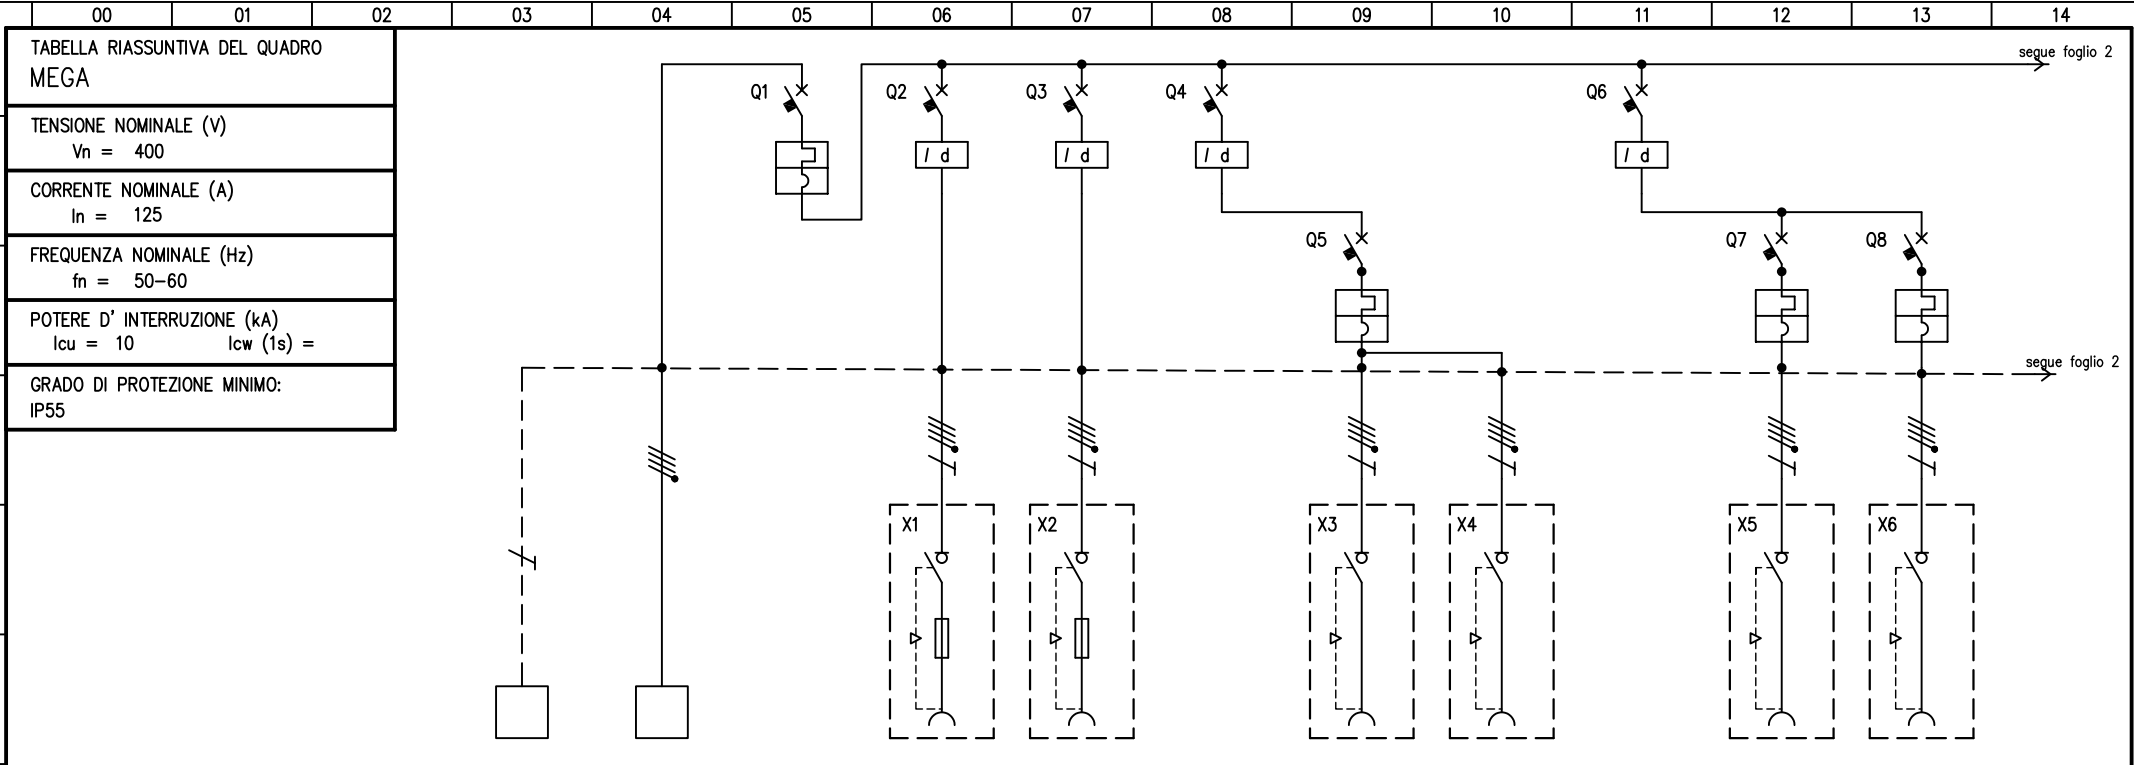 00 01 02 03 04 05 06 07 08 09 10 11 12 13 14
TABELLA RIASSUNTIVA DEL QUADRO
MEGA
TENSIONE NOMINALE (V)
Vn = 400
CORRENTE NOMINALE (A)
In = 125
FREQUENZA NOMINALE (Hz)
fn = 50-60
POTERE D' INTERRUZIONE (kA)
Icu = 10 Icw (1s) =
GRADO DI PROTEZIONE MINIMO:
IP55
segue foglio 2
Q1 Q2 Q3 Q4 Q6
I d I d I d I d
Q5 Q7 Q8
segue foglio 2
X1 X2 X3 X4 X5 X6